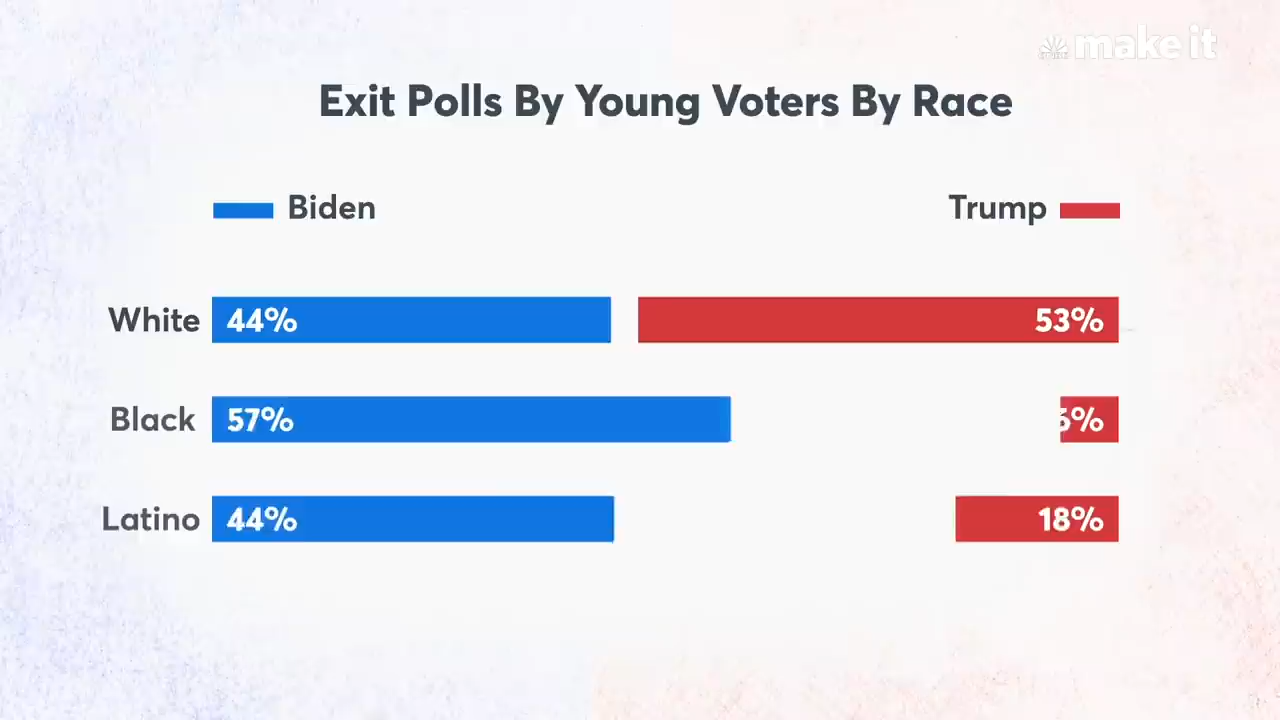 make it
Exit Polls By Young Voters By Race
Biden
Trump
White 44% 53%
Black 57%
Latino 44% 18%